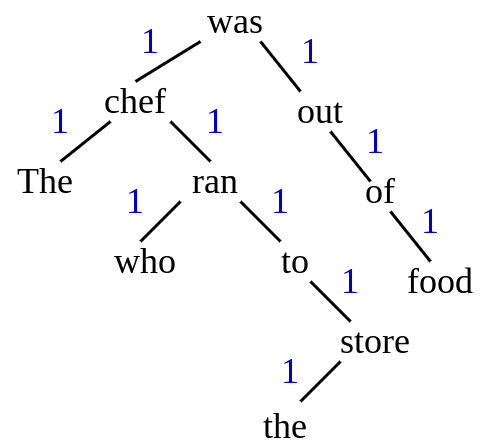 was
1 1
chef
out
1 1 1
The ran of
1 1 1
who to food
1
store
1
the